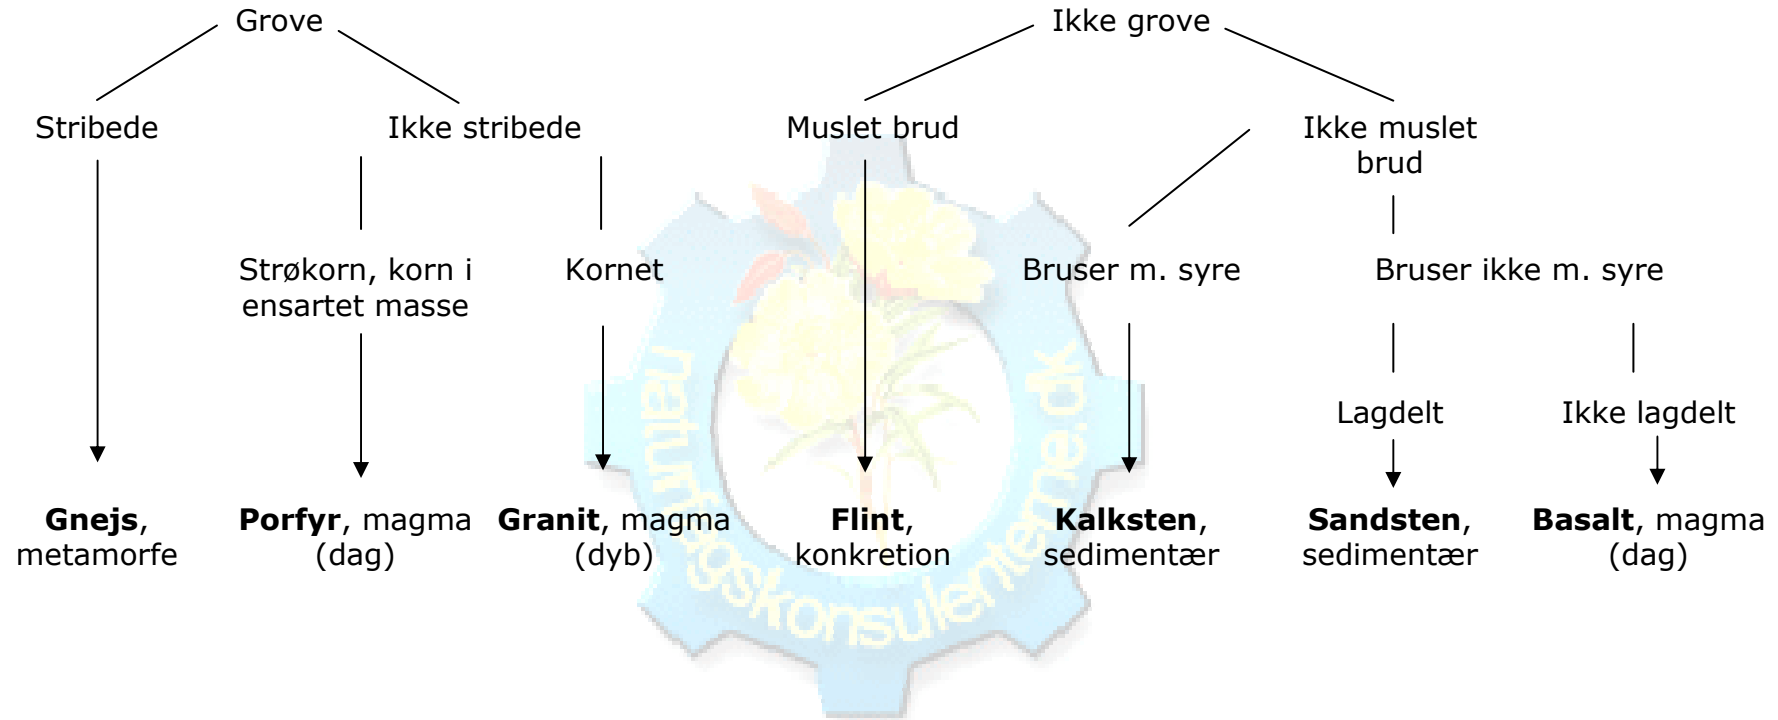 Grove
Ikke grove
Stribede
Ikke stribede
Muslet brud
Ikke muslet
brud
Strøkorn, korn i
ensartet masse
Kornet
Bruser m. syre
Bruser ikke m. syre
Lagdelt
Ikke lagdelt
Gnejs,
metamorfe
Porfyr, magma
(dag)
Granit, magma
(dyb)
Flint,
konkretion
Kalksten,
sedimentær
Sandsten,
sedimentær
Basalt, magma
(dag)
naturfagskonsulenterne.dk